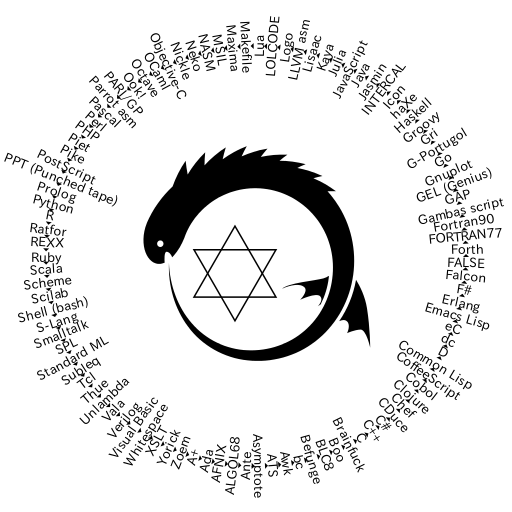 Ruby
Scala
Scheme
Scilab
Shell (bash)
S-Lang
Smalltalk
SPL
Standard ML
Subleq
Tcl
Thue
Unlambda
Vala
Verilog
Visual Basic
Whitespace
XSLT
Yorick
Zoem
A+
Ada
AFNIX
ALGOL68
Ante
Asymptote
ATS
Awk
bc
Befunge
BLC8
Boo
Brainfuck
C
C++
C#
CDuce
Chef
Clojure
Cobol
CoffeeScript
Common Lisp
D
dc
eC
Emacs Lisp
Erlang
F#
Falcon
FALSE
Forth
FORTRAN77
Fortran90
Gambas script
GAP
GEL (Genius)
Gnuplot
Go
G-Portugol
Gri
Groovy
Haskell
haXe
Icon
INTERCAL
Jasmin
Java
JavaScript
Julia
Kaya
Lisaac
LLVM asm
Logo
LOLCODE
Lua
Makefile
Maxima
MSIL
NASM
Neko
Nickle
Objective-C
OCaml
Octave
Ook!
PARI/GP
Parrot asm
Pascal
Perl
PHP
Piet
Pike
PostScript
PPT (Punched tape)
Prolog
Python
R
Ratfor
REXX